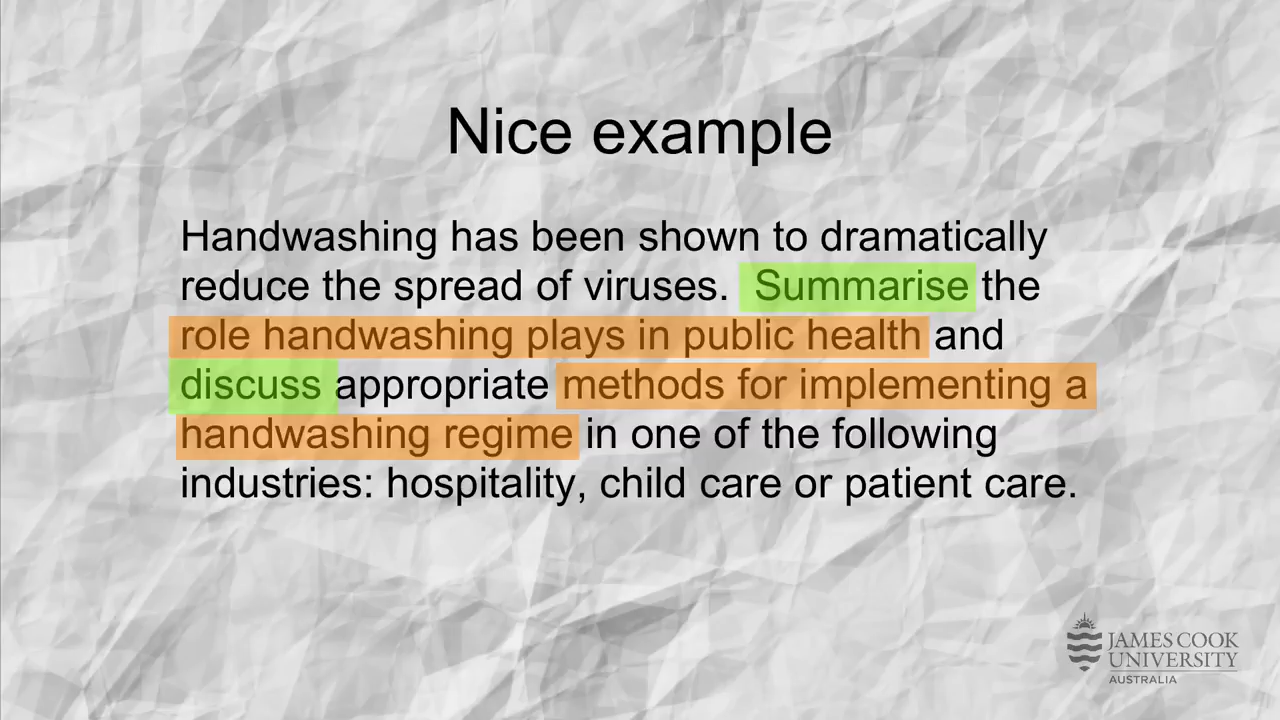 Nice example
Handwashing has been shown to dramatically
reduce the spread of viruses. Summarise the
role handwashing plays in public health and
discuss appropriate methods for implementing a
handwashing regime in one of the following
industries: hospitality, child care or patient care.
JAMES COOK
UNIVERSITY
AUSTRALIA